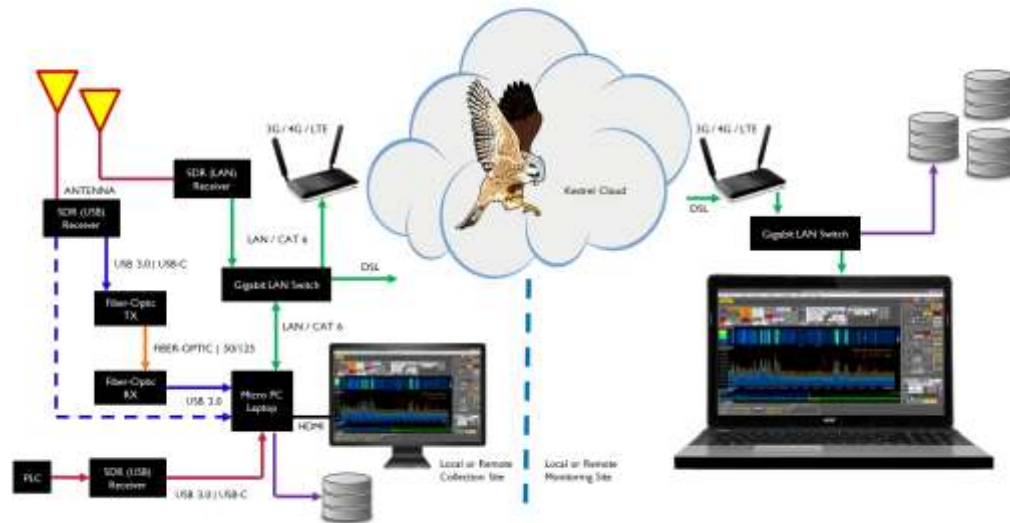 3G / 4G / LTE
3G / 4G / LTE
SDR (LAN)
Receiver
ANTENNA
SDR (USB)
Receiver
Kestrel Cloud
DSL
Gigabit LAN Switch
LAN / CAT 6
USB 3.0 | USB-C
DSL
Gigabit LAN Switch
Fiber-Optic
TX
LAN / CAT 6
FIBER-OPTIC | 50/125
Fiber-Optic
RX
USB 3.0
Micro PC
Laptop
HDMI
Local or Remote
Collection Site
Local or Remote
Monitoring Site
PLC
SDR (USB)
Receiver
USB 3.0 | USB-C